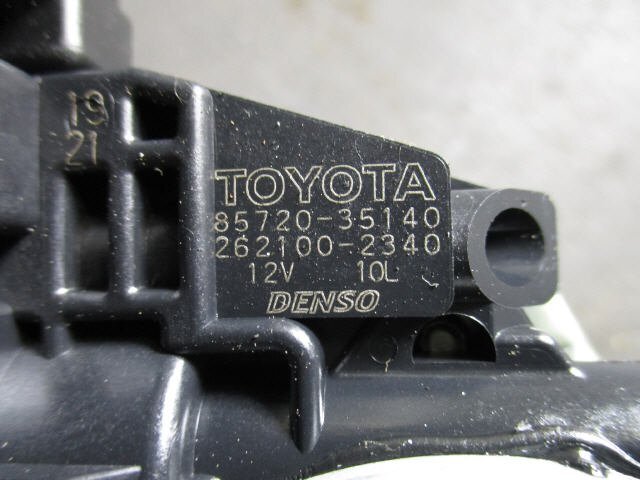 19
21
TOYOTA
85720-35140
262100-2340
12V 10L
DENSO